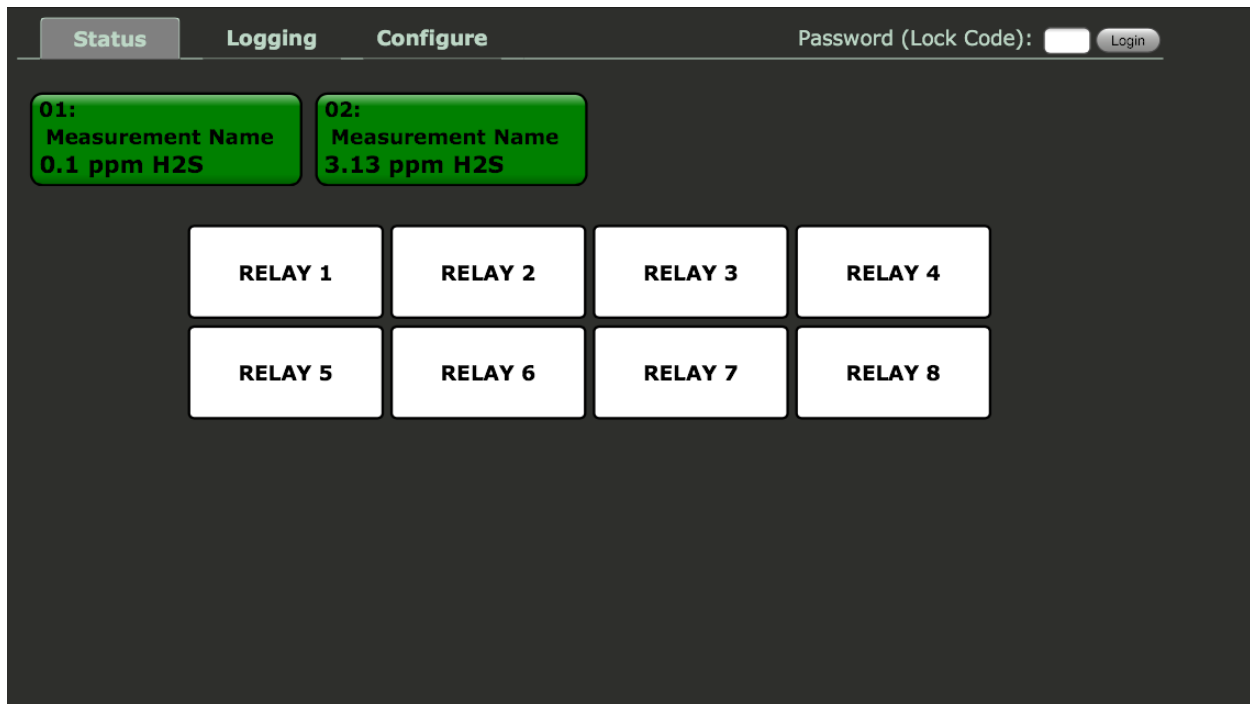 Status Logging Configure Password (Lock Code): Login
01:
Measurement Name
0.1 ppm H2S
02:
Measurement Name
3.13 ppm H2S
RELAY 1 RELAY 2 RELAY 3 RELAY 4
RELAY 5 RELAY 6 RELAY 7 RELAY 8